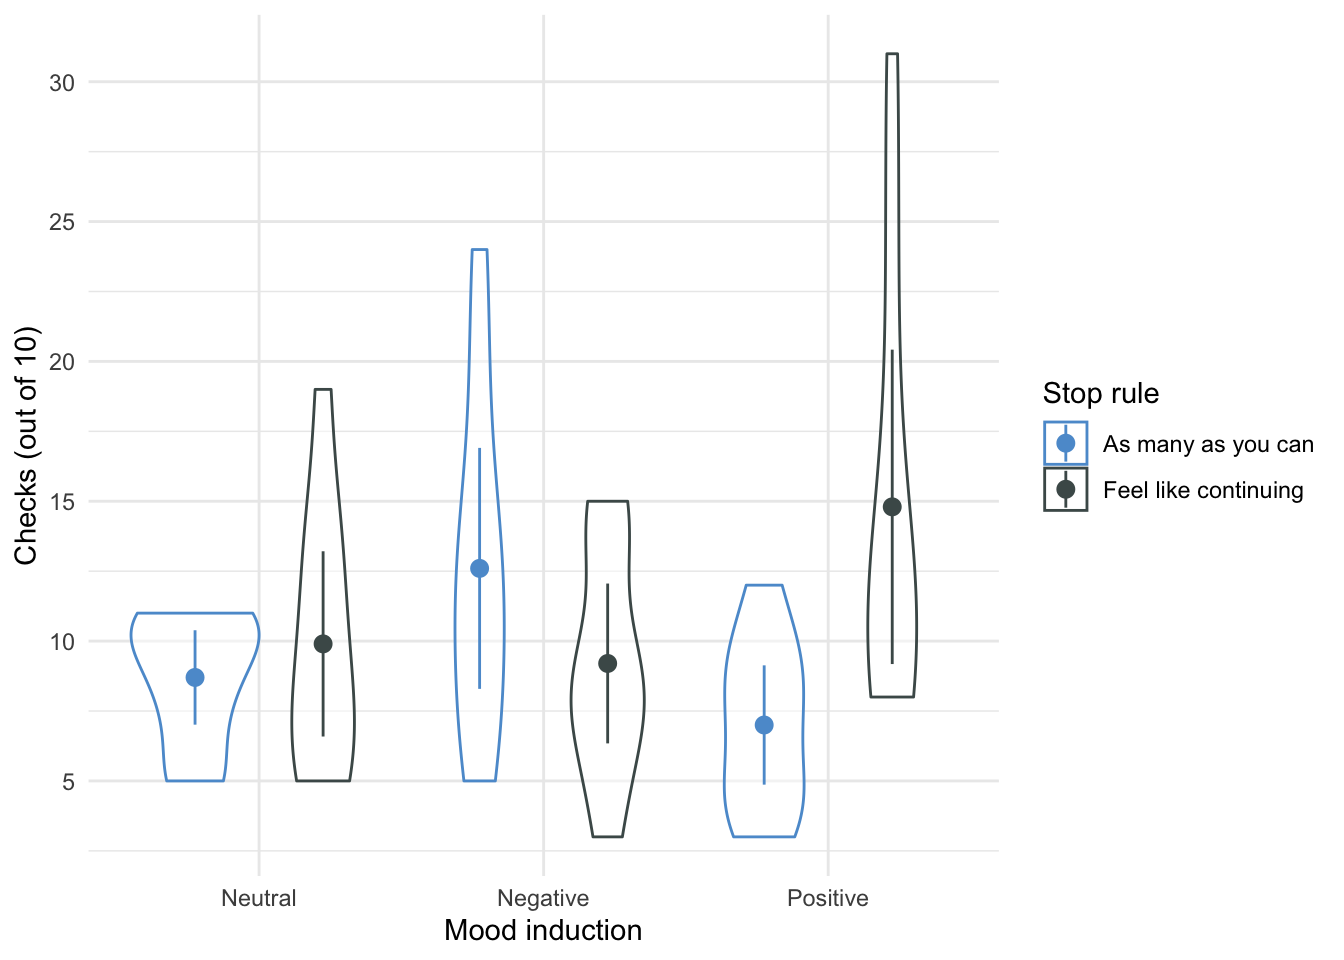 30
25
20
15
10
5
Checks (out of 10)
Neutral
Negative
Positive
Mood induction
Stop rule
As many as you can
Feel like continuing